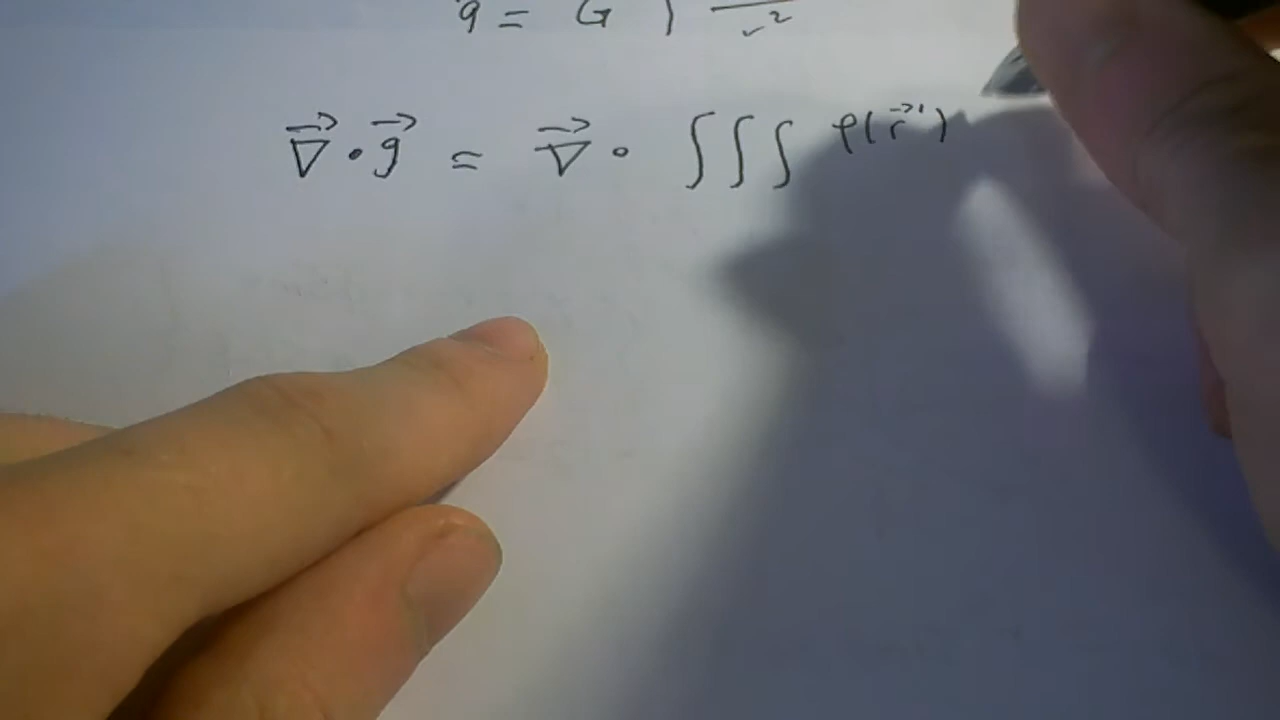 g = G ∫ ― r²
∇⃗ · g⃗ = ∇⃗ · ∫∫∫ ρ(r⃗')